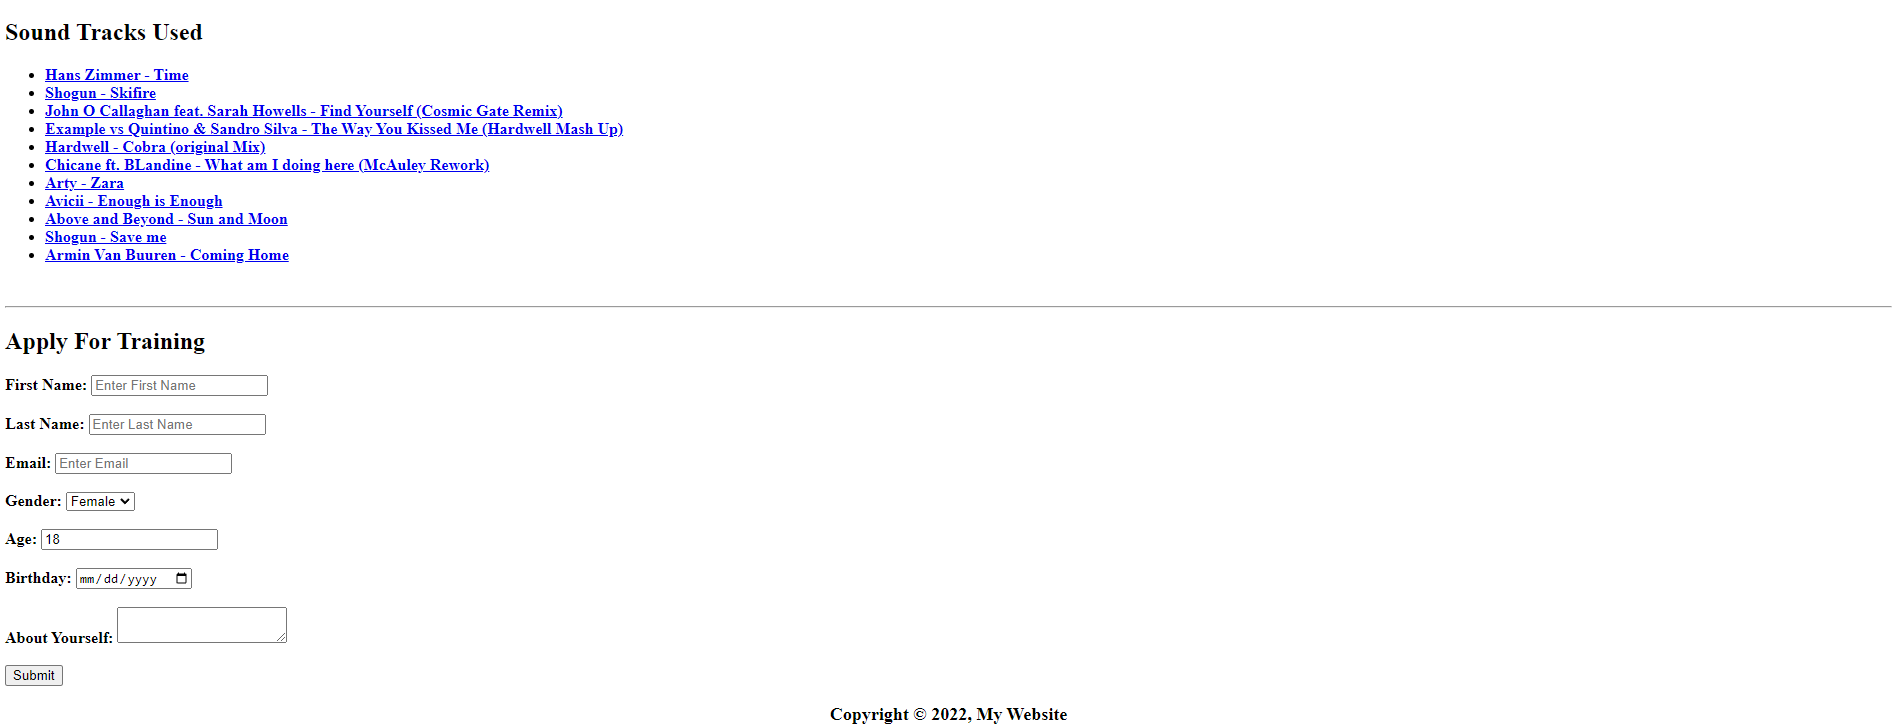 Sound Tracks Used
Hans Zimmer - Time
Shogun - Skifire
John O Callaghan feat. Sarah Howells - Find Yourself (Cosmic Gate Remix)
Example vs Quintino & Sandro Silva - The Way You Kissed Me (Hardwell Mash Up)
Hardwell - Cobra (original Mix)
Chicane ft. BLandine - What am I doing here (McAuley Rework)
Arty - Zara
Avicii - Enough is Enough
Above and Beyond - Sun and Moon
Shogun - Save me
Armin Van Buuren - Coming Home
Apply For Training
First Name: Enter First Name
Last Name: Enter Last Name
Email: Enter Email
Gender: Female
Age: 18
Birthday: mm/dd/yyyy
About Yourself:
Submit
Copyright © 2022, My Website